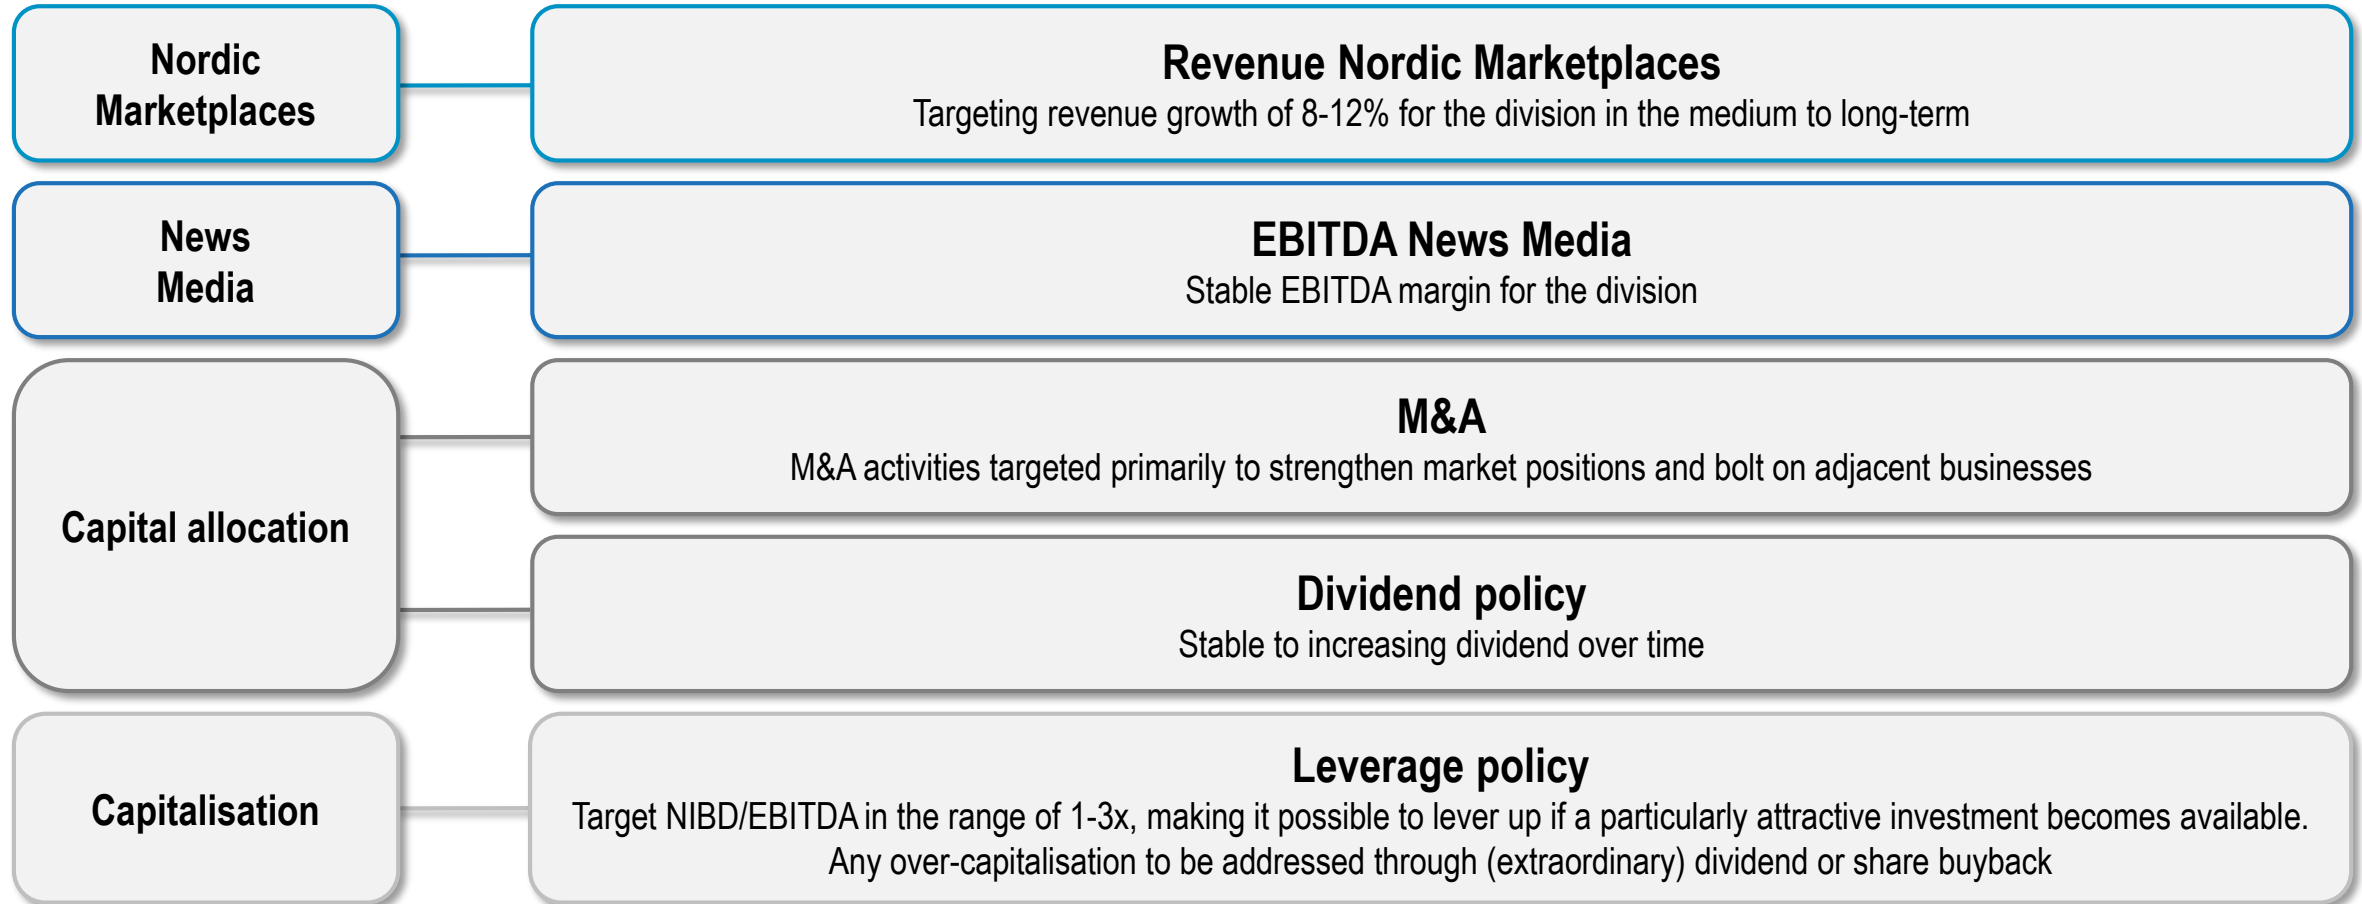 Nordic
Marketplaces
Revenue Nordic Marketplaces
Targeting revenue growth of 8-12% for the division in the medium to long-term
News
Media
EBITDA News Media
Stable EBITDA margin for the division
Capital allocation
M&A
M&A activities targeted primarily to strengthen market positions and bolt on adjacent businesses
Dividend policy
Stable to increasing dividend over time
Capitalisation
Leverage policy
Target NIBD/EBITDA in the range of 1-3x, making it possible to lever up if a particularly attractive investment becomes available.
Any over-capitalisation to be addressed through (extraordinary) dividend or share buyback